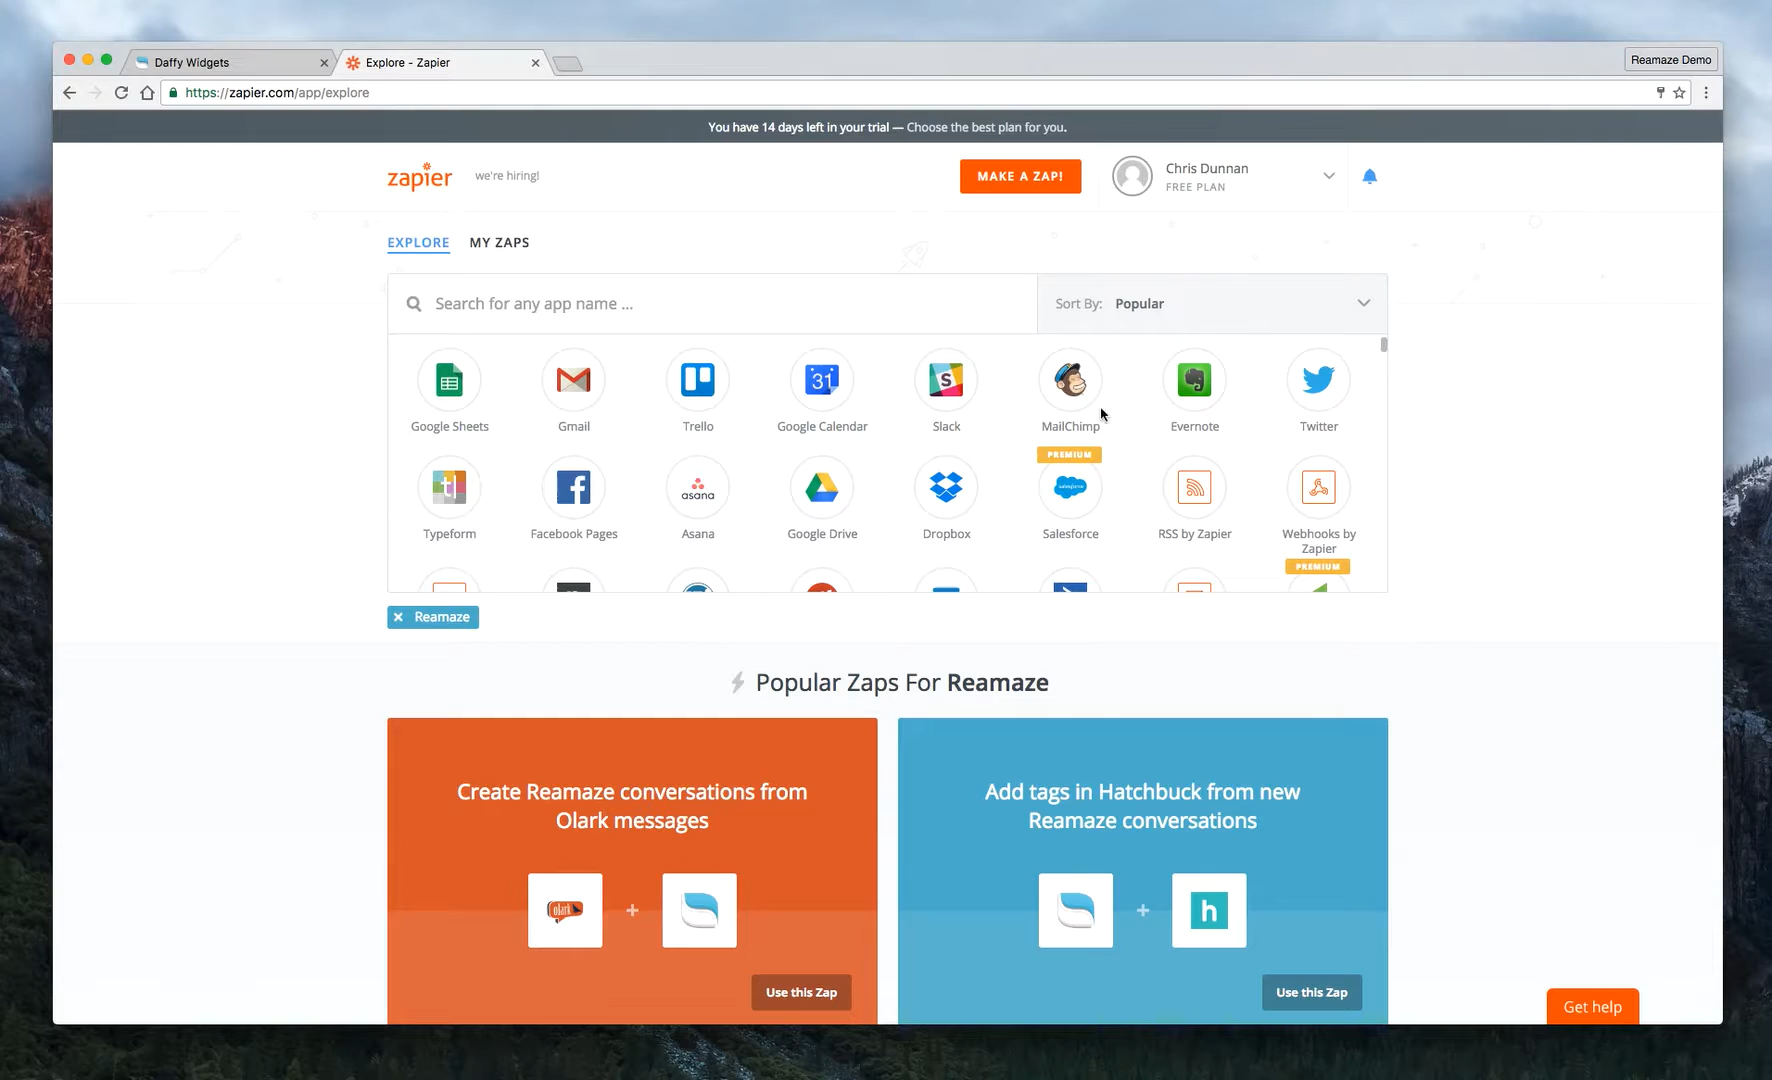 Daffy Widgets
Explore - Zapier
Reamaze Demo
https://zapier.com/app/explore
You have 14 days left in your trial — Choose the best plan for you.
zapier
we're hiring!
MAKE A ZAP!
Chris Dunnan
FREE PLAN
EXPLORE
MY ZAPS
Search for any app name ...
Sort By: Popular
31
S
Google Sheets
Gmail
Trello
Google Calendar
Slack
MailChimp
Evernote
Twitter
PREMIUM
t
f
asana
salesforce
Typeform
Facebook Pages
Asana
Google Drive
Dropbox
Salesforce
RSS by Zapier
Webhooks by
Zapier
PREMIUM
Reamaze
Popular Zaps For Reamaze
Create Reamaze conversations from
Olark messages
olark
+
Use this Zap
Add tags in Hatchbuck from new
Reamaze conversations
+
h
Use this Zap
Get help